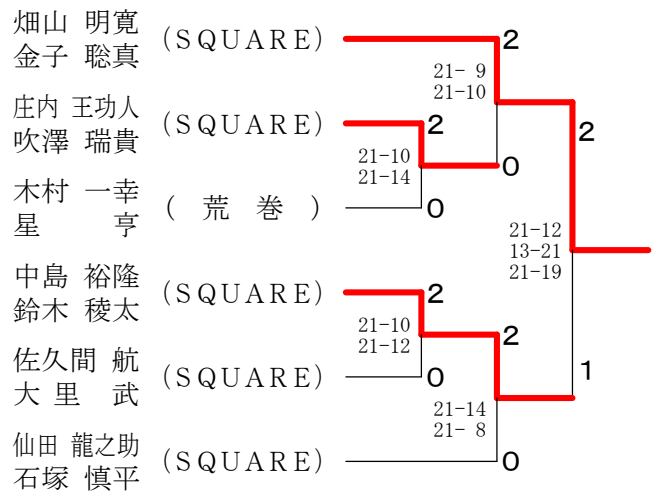 畑山 明寛
金子 聡真
(SQUARE)
2
21- 9
21-10
庄内 王功人
吹澤 瑞貴
(SQUARE)
2
2
21-10
21-14
0
木村 一幸
星 亨
( 荒 巻 )
0
21-12
13-21
21-19
中島 裕隆
鈴木 稜太
(SQUARE)
2
21-10
21-12
2
佐久間 航
大里 武
(SQUARE)
0
1
21-14
21- 8
仙田 龍之助
石塚 慎平
(SQUARE)
0